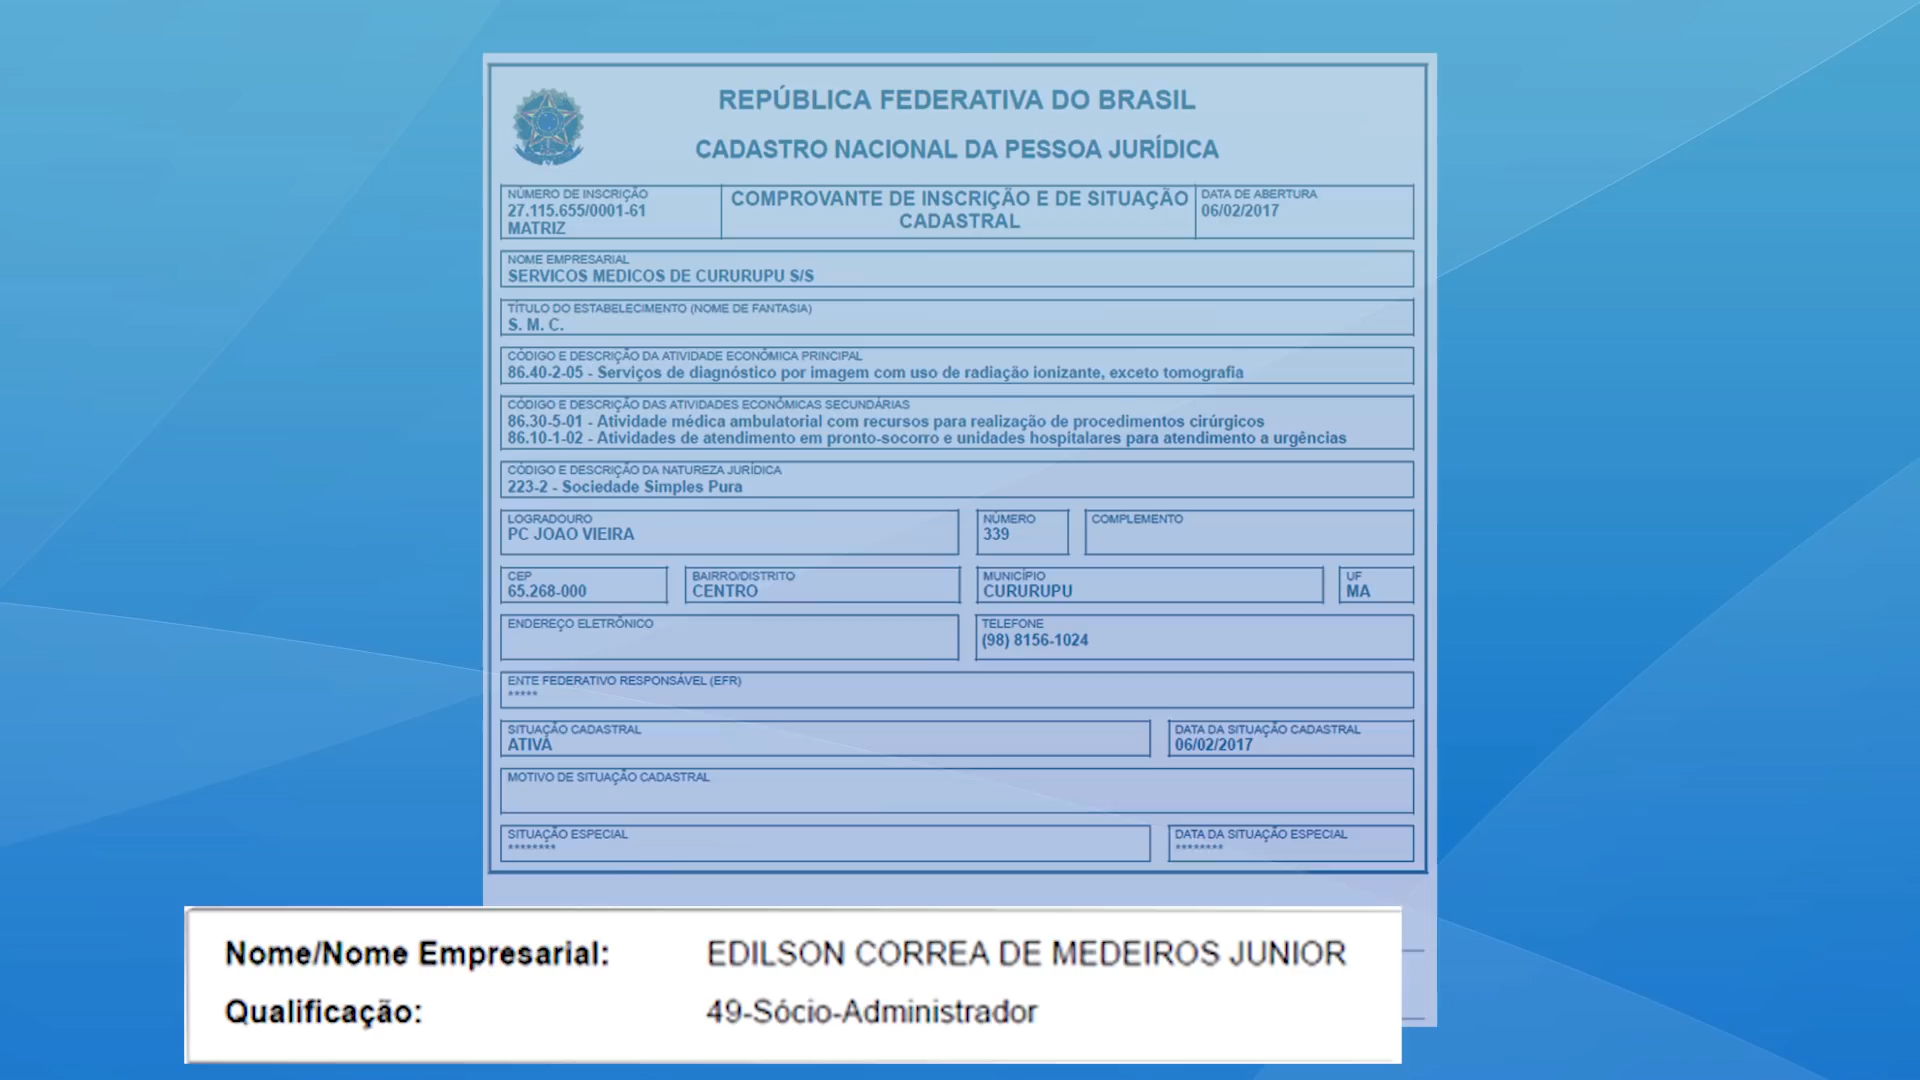 REPÚBLICA FEDERATIVA DO BRASIL
CADASTRO NACIONAL DA PESSOA JURÍDICA
NÚMERO DE INSCRIÇÃO
27.115.655/0001-61
MATRIZ
COMPROVANTE DE INSCRIÇÃO E DE SITUAÇÃO
CADASTRAL
DATA DE ABERTURA
06/02/2017
NOME EMPRESARIAL
SERVICOS MEDICOS DE CURURUPU S/S
TÍTULO DO ESTABELECIMENTO (NOME DE FANTASIA)
S. M. C.
CÓDIGO E DESCRIÇÃO DA ATIVIDADE ECONÔMICA PRINCIPAL
86.40-2-05 - Serviços de diagnóstico por imagem com uso de radiação ionizante, exceto tomografia
CÓDIGO E DESCRIÇÃO DAS ATIVIDADES ECONÔMICAS SECUNDÁRIAS
86.30-5-01 - Atividade médica ambulatorial com recursos para realização de procedimentos cirúrgicos
86.10-1-02 - Atividades de atendimento em pronto-socorro e unidades hospitalares para atendimento a urgências
CÓDIGO E DESCRIÇÃO DA NATUREZA JURÍDICA
223-2 - Sociedade Simples Pura
LOGRADOURO
PC JOAO VIEIRA
NÚMERO
339
COMPLEMENTO
CEP
65.268-000
BAIRRO/DISTRITO
CENTRO
MUNICÍPIO
CURURUPU
UF
MA
ENDEREÇO ELETRÔNICO
TELEFONE
(98) 8156-1024
ENTE FEDERATIVO RESPONSÁVEL (EFR)
*****
SITUAÇÃO CADASTRAL
ATIVA
DATA DA SITUAÇÃO CADASTRAL
06/02/2017
MOTIVO DE SITUAÇÃO CADASTRAL
SITUAÇÃO ESPECIAL
********
DATA DA SITUAÇÃO ESPECIAL
********
Nome/Nome Empresarial: EDILSON CORREA DE MEDEIROS JUNIOR
Qualificação: 49-Sócio-Administrador